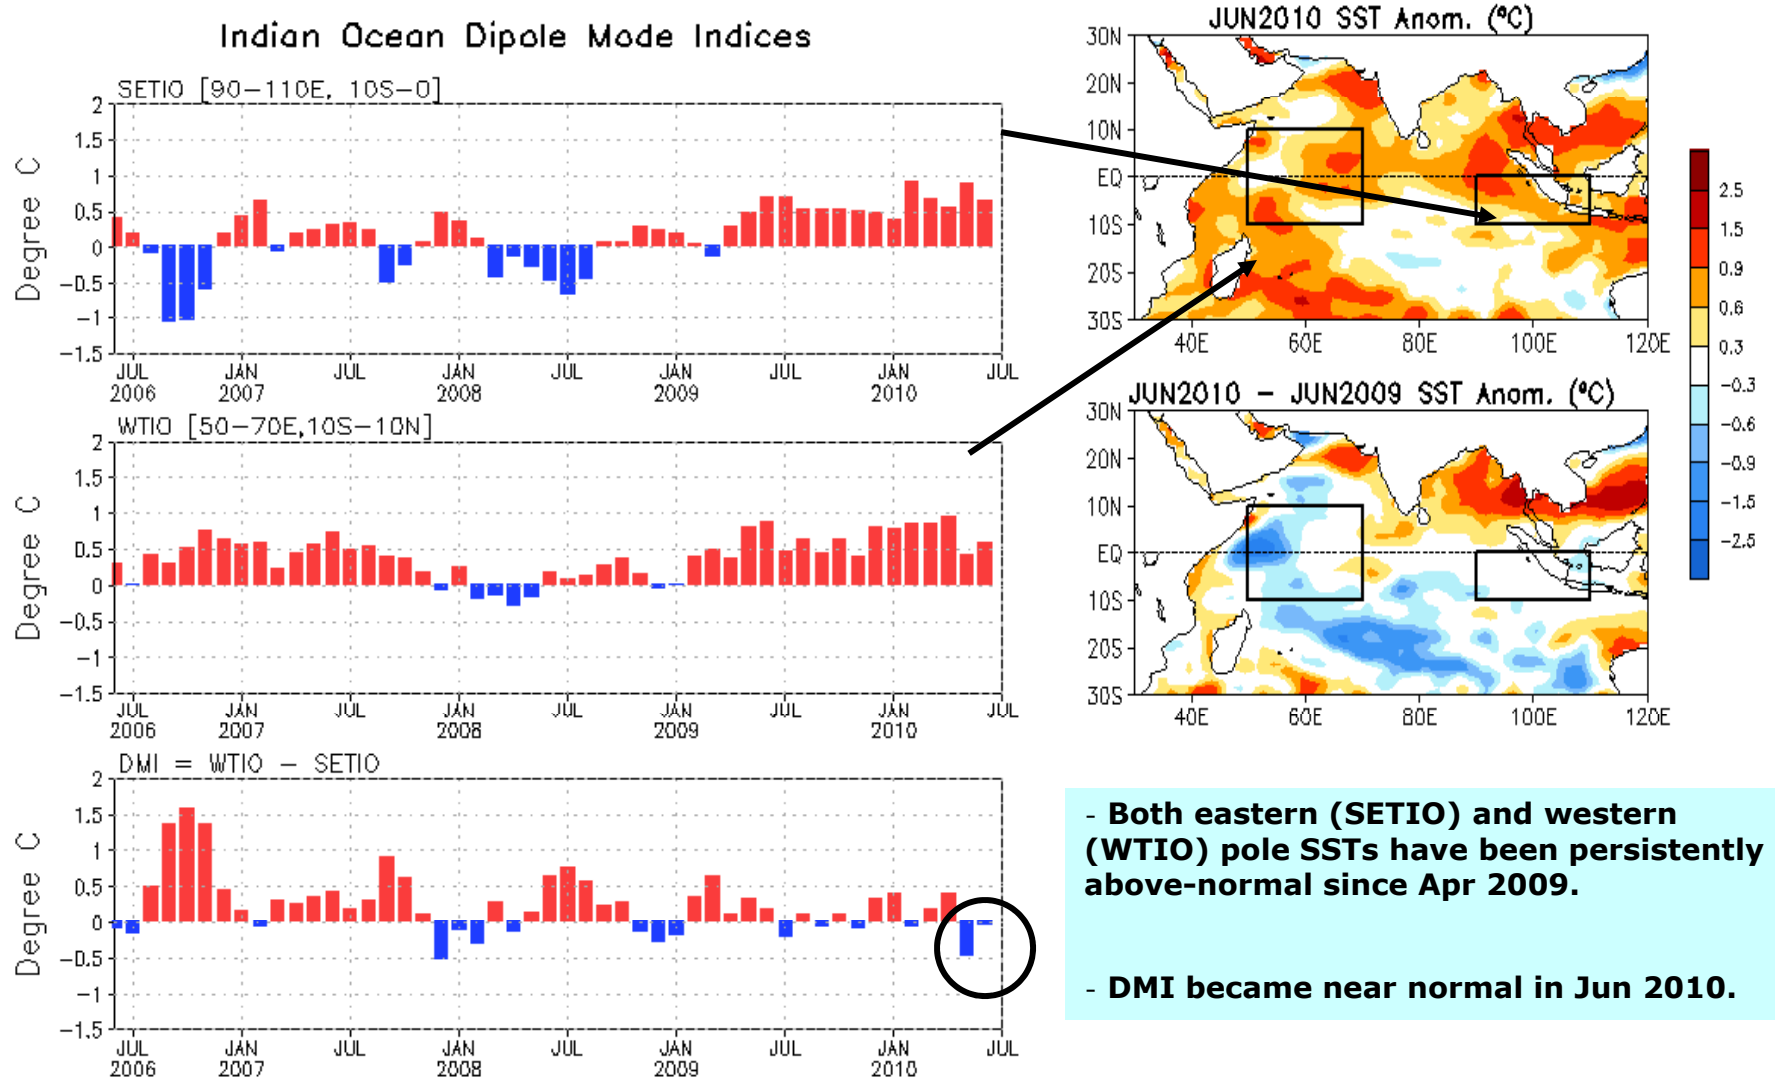 Indian Ocean Dipole Mode Indices
SETIO [90-110E, 10S-0]
Degree C
2
1.5
1
0.5
0
-0.5
-1
-1.5
JUL
2006
JAN
2007
JUL
JAN
2008
JUL
JAN
2009
JUL
JAN
2010
JUL
WTIO [50-70E,10S-10N]
Degree C
2
1.5
1
0.5
0
-0.5
-1
-1.5
JUL
2006
JAN
2007
JUL
JAN
2008
JUL
JAN
2009
JUL
JAN
2010
JUL
DMI = WTIO - SETIO
Degree C
2
1.5
1
0.5
0
-0.5
-1
-1.5
JUL
2006
JAN
2007
JUL
JAN
2008
JUL
JAN
2009
JUL
JAN
2010
JUL
JUN2010 SST Anom. (°C)
30N
20N
10N
EQ
10S
20S
30S
40E 60E 80E 100E 120E
JUN2010 - JUN2009 SST Anom. (°C)
30N
20N
10N
EQ
10S
20S
30S
40E 60E 80E 100E 120E
2.5
1.5
0.9
0.6
0.3
-0.3
-0.6
-0.9
-1.5
-2.5
- Both eastern (SETIO) and western
(WTIO) pole SSTs have been persistently
above-normal since Apr 2009.
- DMI became near normal in Jun 2010.